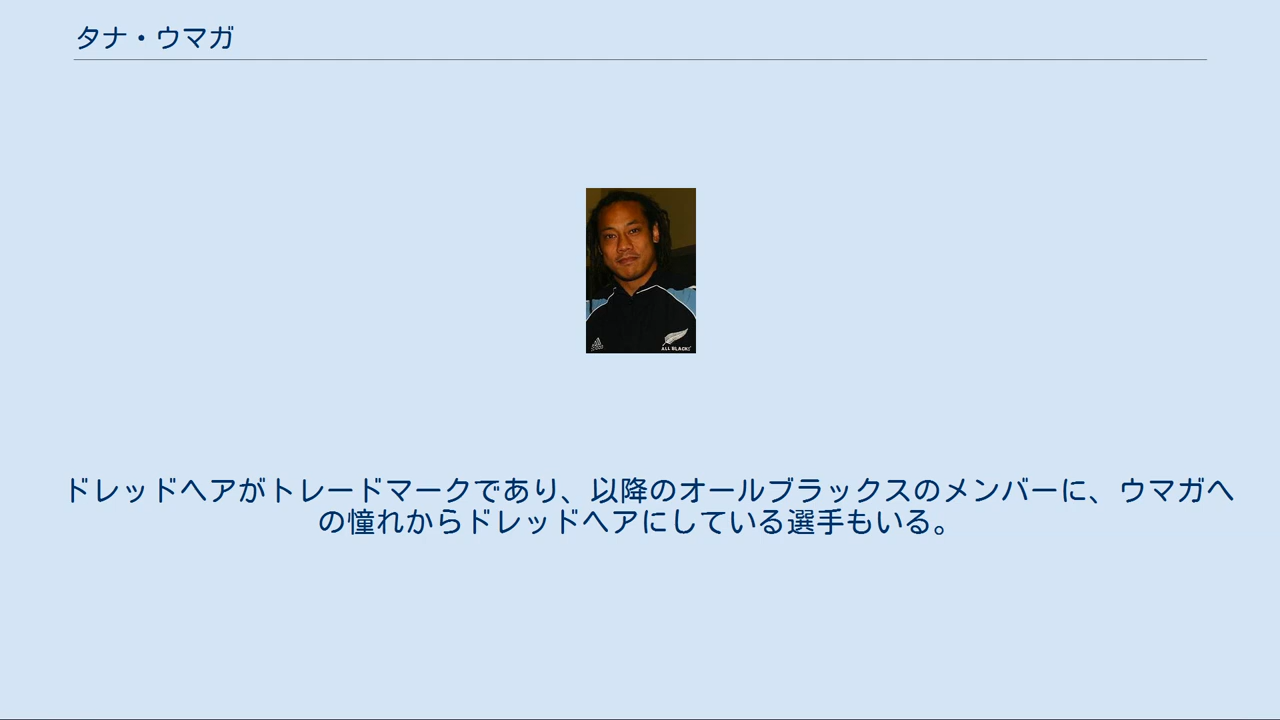 タナ・ウマガ
ALL BLACKS
ドレッドヘアがトレードマークであり、以降のオールブラックスのメンバーに、ウマガへ
の憧れからドレッドヘアにしている選手もいる。